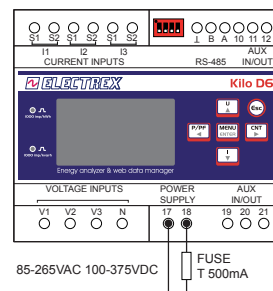 S1 S2 S1 S2 S1 S2
⊥ B A 10 11 12
I1 I2 I3
CURRENT INPUTS
RS-485
AUX
IN/OUT
ELECTREX
Kilo D6
1000 imp/kWh
1000 imp/kvarh
U
Esc
P/PF
MENU
ENTER
CNT
I
Energy analyzer & web data manager
VOLTAGE INPUTS
POWER
SUPPLY
AUX
IN/OUT
V1 V2 V3 N 17 18 19 20 21
85-265VAC 100-375VDC
FUSE
T 500mA